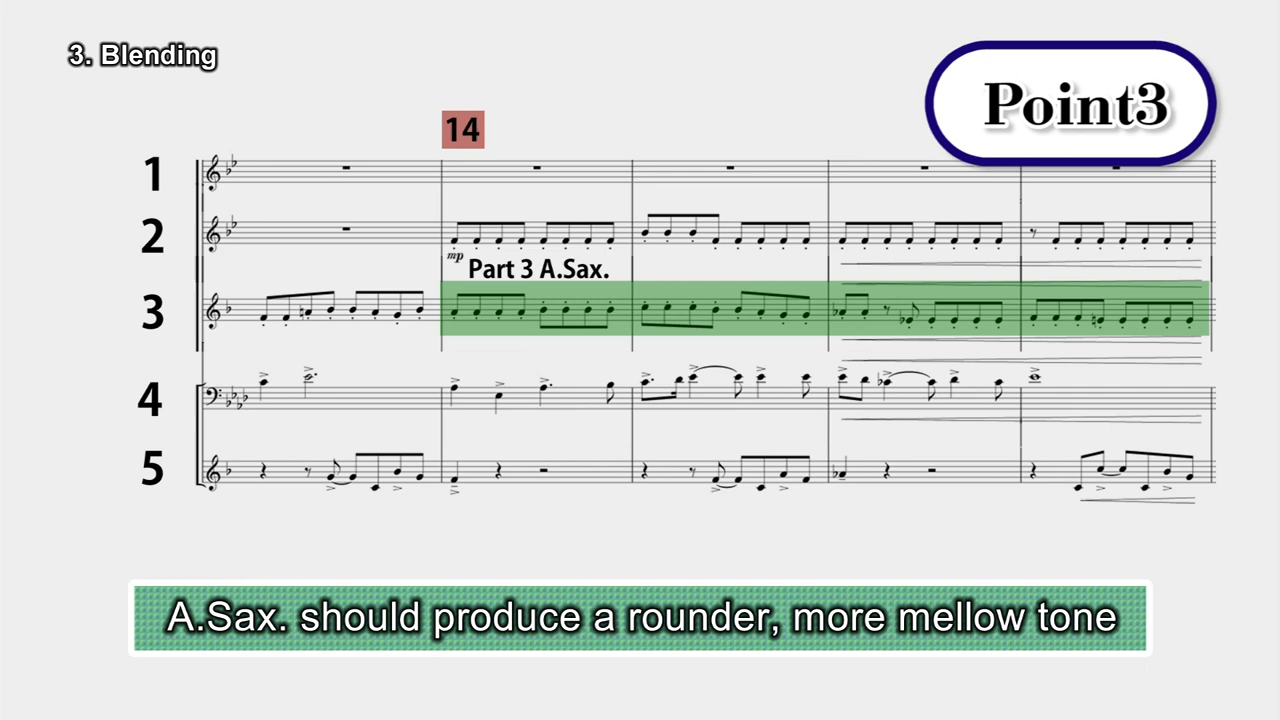 3. Blending
Point3
14
1
2
mp
Part 3 A.Sax.
3
4
5
A.Sax. should produce a rounder, more mellow tone